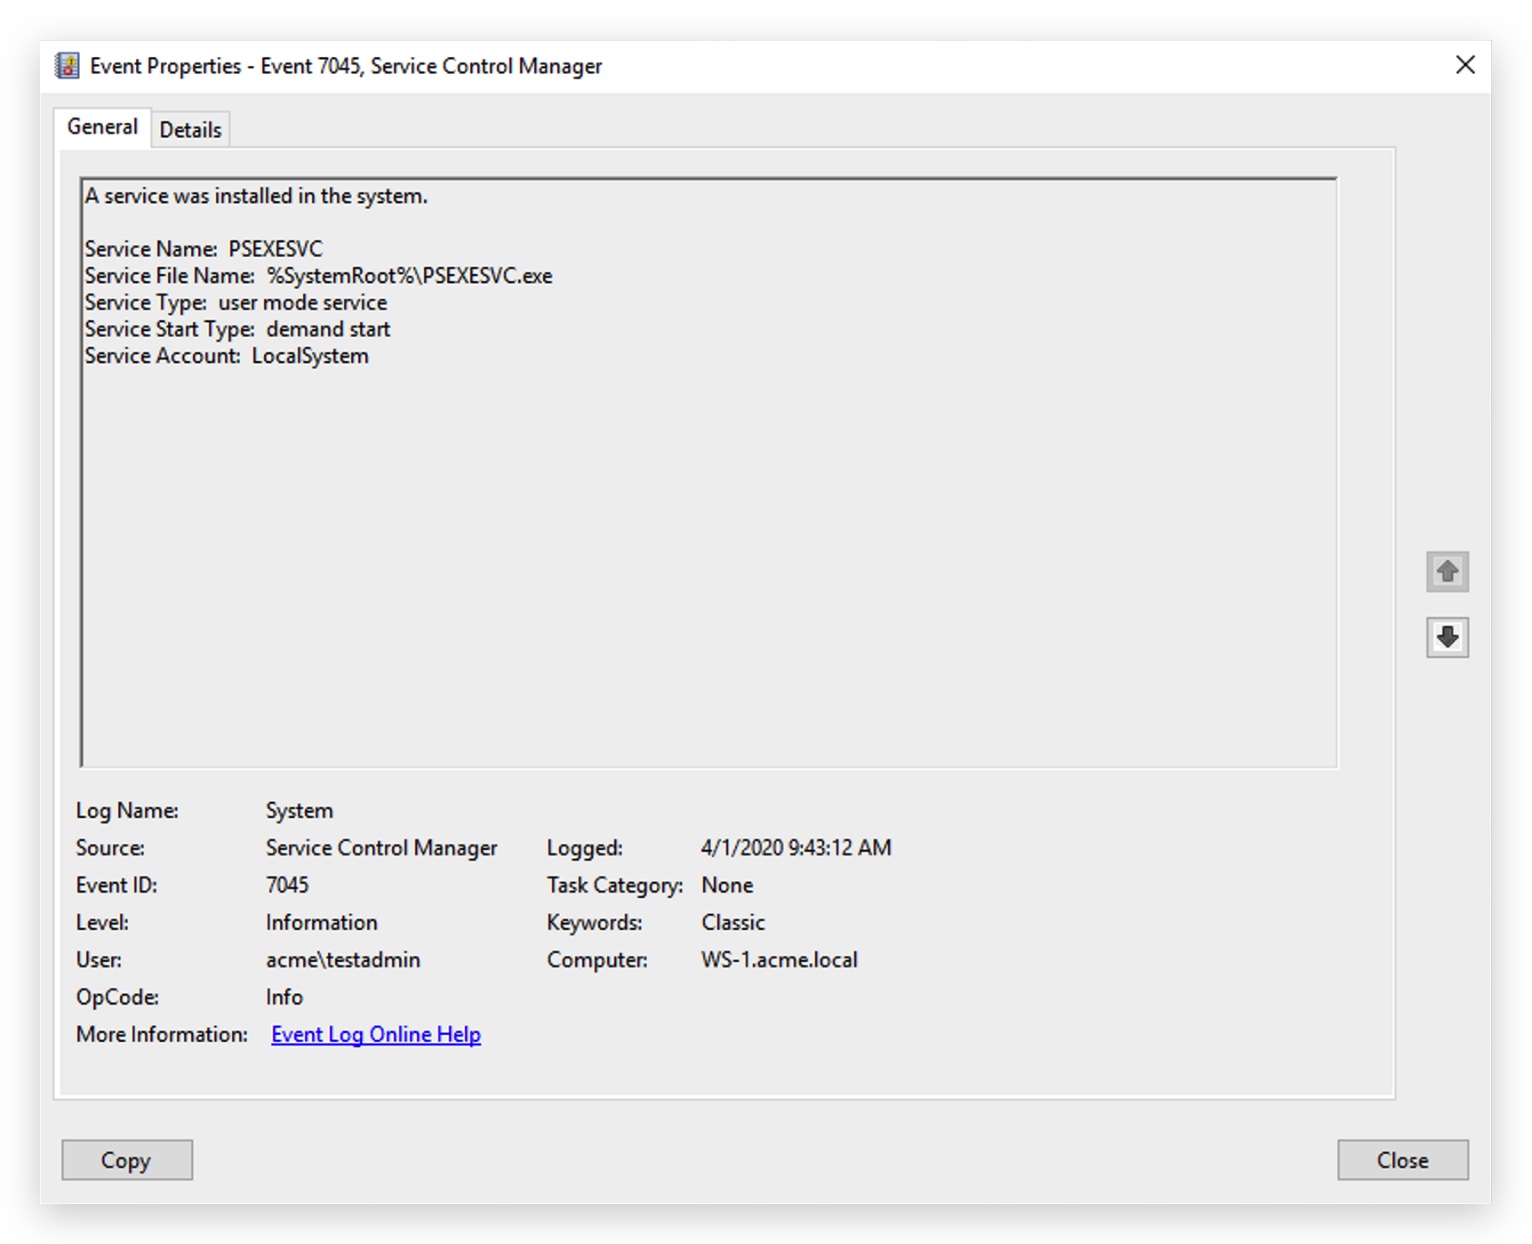 Event Properties - Event 7045, Service Control Manager
General
Details
A service was installed in the system.
Service Name:  PSEXESVC
Service File Name:  %SystemRoot%\PSEXESVC.exe
Service Type:  user mode service
Service Start Type:  demand start
Service Account:  LocalSystem
Log Name: System
Source: Service Control Manager Logged: 4/1/2020 9:43:12 AM
Event ID: 7045 Task Category: None
Level: Information Keywords: Classic
User: acme\testadmin Computer: WS-1.acme.local
OpCode: Info
More Information: Event Log Online Help
Copy
Close